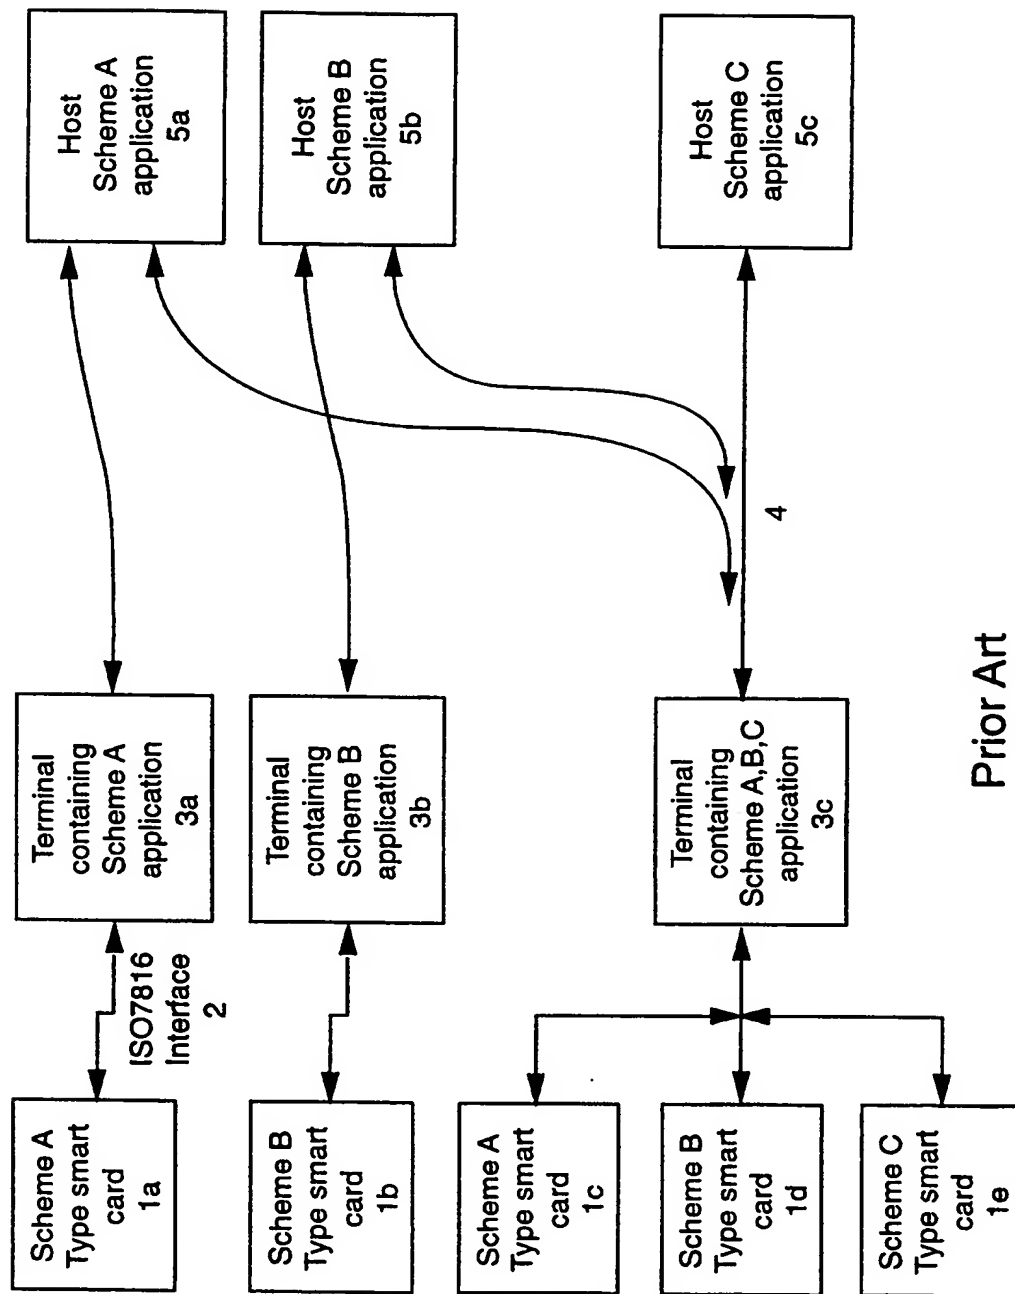 Scheme A
Type smart
card
1a
ISO7816
Interface
2
Terminal
containing
Scheme A
application
3a
Host
Scheme A
application
5a
Scheme B
Type smart
card
1b
Terminal
containing
Scheme B
application
3b
Host
Scheme B
application
5b
Scheme A
Type smart
card
1c
Scheme B
Type smart
card
1d
Scheme C
Type smart
card
1e
Terminal
containing
Scheme A,B,C
application
3c
4
Host
Scheme C
application
5c
Prior Art